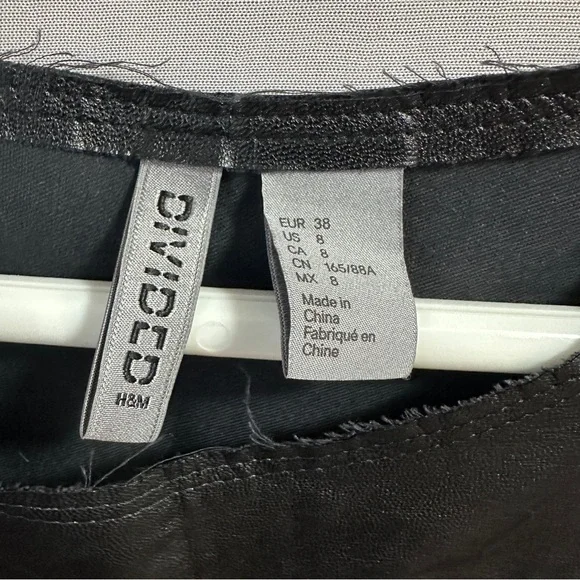 DIVIDED
H&M
EUR 38
US 8
CA 8
CN 165/88A
MX 8
Made in
China
Fabriqué en
Chine